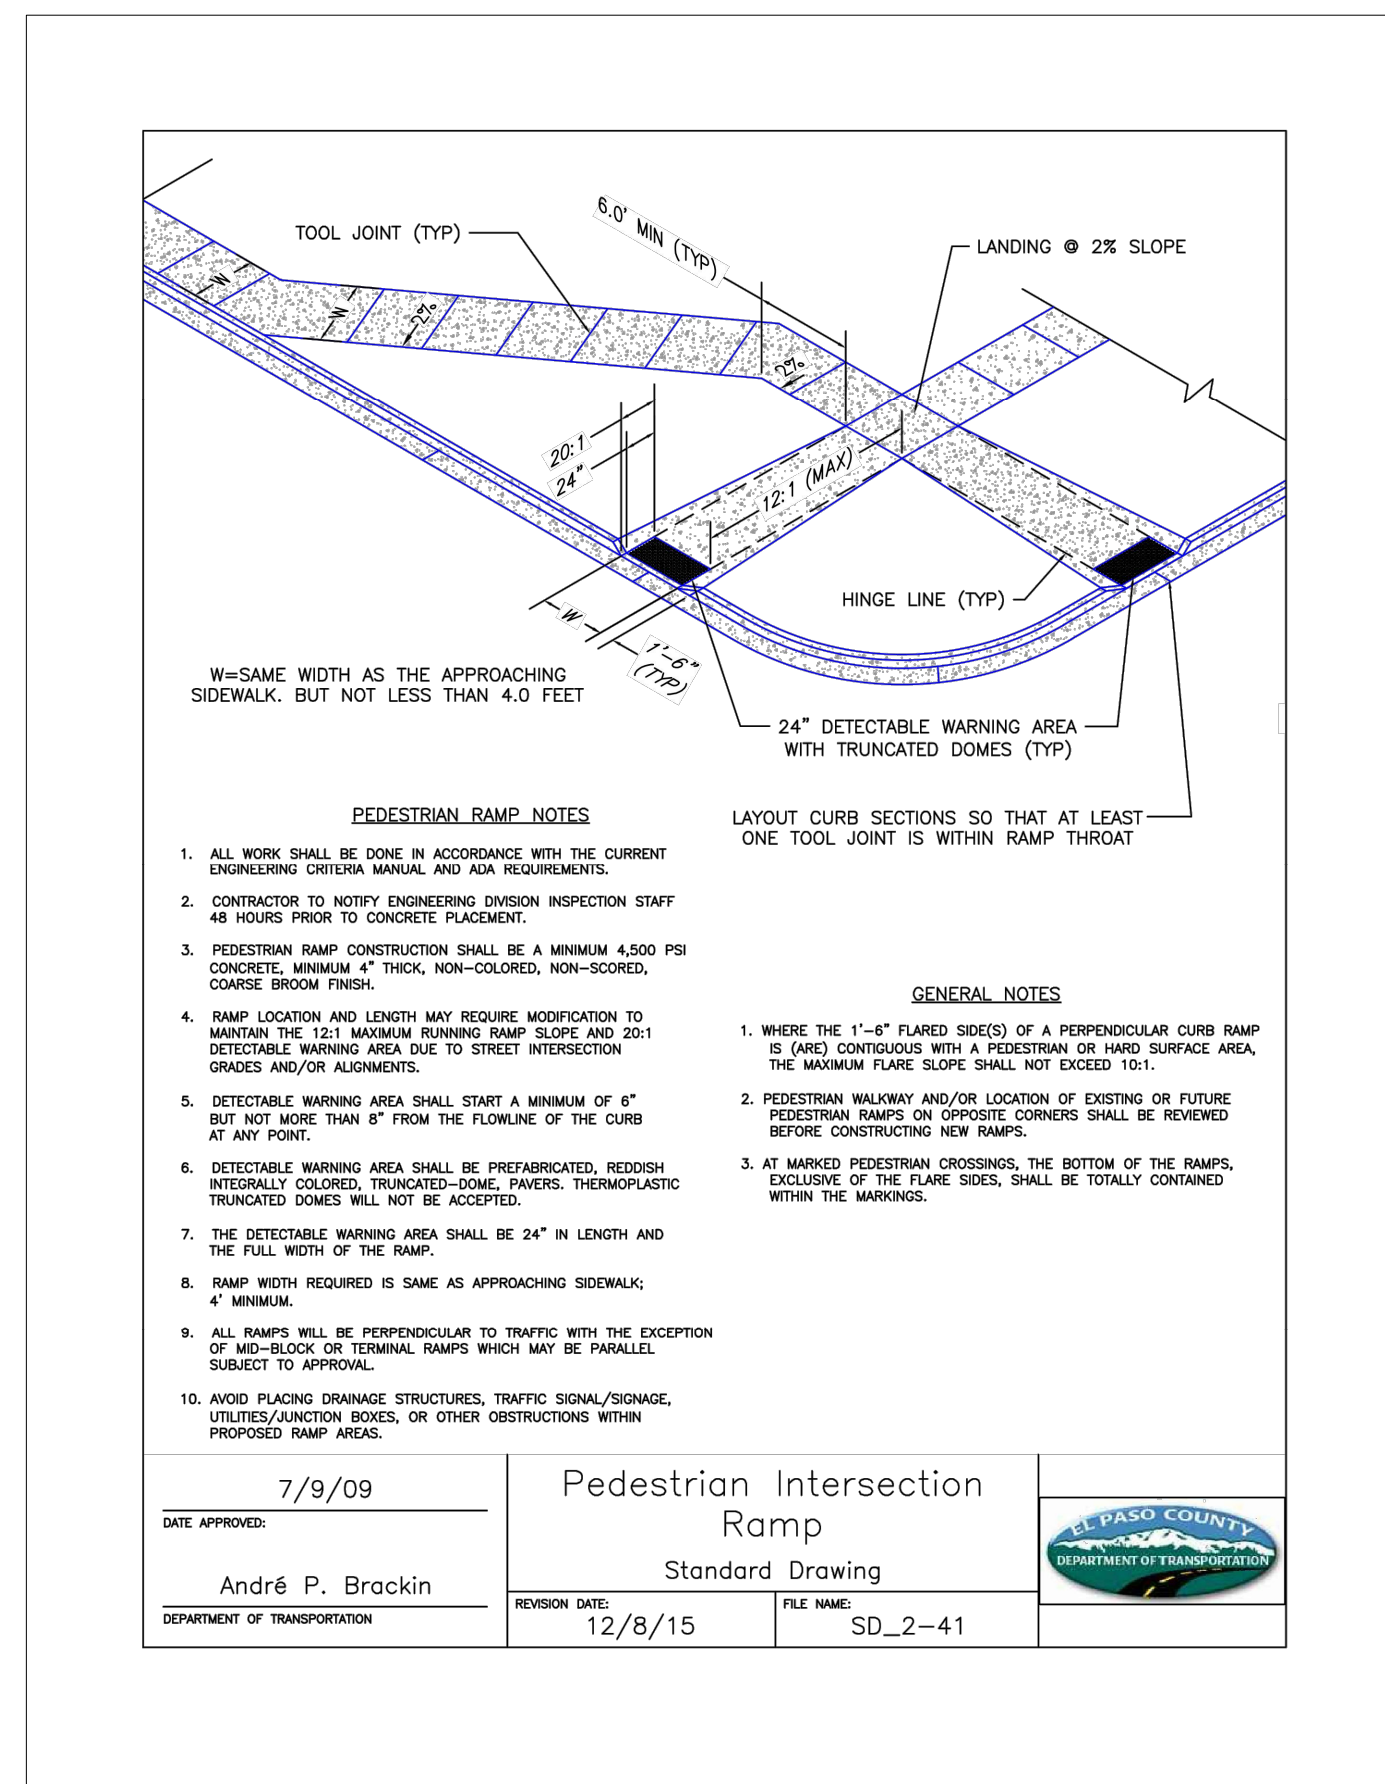 6.0' MIN (TYP)
TOOL JOINT (TYP)
LANDING @ 2% SLOPE
W
W
2%
2%
20:1
24"
12:1 (MAX)
HINGE LINE (TYP)
W
1'-6"
(TYP)
W=SAME WIDTH AS THE APPROACHING
SIDEWALK. BUT NOT LESS THAN 4.0 FEET
24" DETECTABLE WARNING AREA
WITH TRUNCATED DOMES (TYP)
LAYOUT CURB SECTIONS SO THAT AT LEAST
ONE TOOL JOINT IS WITHIN RAMP THROAT
PEDESTRIAN RAMP NOTES
1. ALL WORK SHALL BE DONE IN ACCORDANCE WITH THE CURRENT
ENGINEERING CRITERIA MANUAL AND ADA REQUIREMENTS.
2. CONTRACTOR TO NOTIFY ENGINEERING DIVISION INSPECTION STAFF
48 HOURS PRIOR TO CONCRETE PLACEMENT.
3. PEDESTRIAN RAMP CONSTRUCTION SHALL BE A MINIMUM 4,500 PSI
CONCRETE, MINIMUM 4" THICK, NON-COLORED, NON-SCORED,
COARSE BROOM FINISH.
4. RAMP LOCATION AND LENGTH MAY REQUIRE MODIFICATION TO
MAINTAIN THE 12:1 MAXIMUM RUNNING RAMP SLOPE AND 20:1
DETECTABLE WARNING AREA DUE TO STREET INTERSECTION
GRADES AND/OR ALIGNMENTS.
5. DETECTABLE WARNING AREA SHALL START A MINIMUM OF 6"
BUT NOT MORE THAN 8" FROM THE FLOWLINE OF THE CURB
AT ANY POINT.
6. DETECTABLE WARNING AREA SHALL BE PREFABRICATED, REDDISH
INTEGRALLY COLORED, TRUNCATED-DOME, PAVERS. THERMOPLASTIC
TRUNCATED DOMES WILL NOT BE ACCEPTED.
7. THE DETECTABLE WARNING AREA SHALL BE 24" IN LENGTH AND
THE FULL WIDTH OF THE RAMP.
8. RAMP WIDTH REQUIRED IS SAME AS APPROACHING SIDEWALK;
4' MINIMUM.
9. ALL RAMPS WILL BE PERPENDICULAR TO TRAFFIC WITH THE EXCEPTION
OF MID-BLOCK OR TERMINAL RAMPS WHICH MAY BE PARALLEL
SUBJECT TO APPROVAL.
10. AVOID PLACING DRAINAGE STRUCTURES, TRAFFIC SIGNAL/SIGNAGE,
UTILITIES/JUNCTION BOXES, OR OTHER OBSTRUCTIONS WITHIN
PROPOSED RAMP AREAS.
GENERAL NOTES
1. WHERE THE 1'-6" FLARED SIDE(S) OF A PERPENDICULAR CURB RAMP
IS (ARE) CONTIGUOUS WITH A PEDESTRIAN OR HARD SURFACE AREA,
THE MAXIMUM FLARE SLOPE SHALL NOT EXCEED 10:1.
2. PEDESTRIAN WALKWAY AND/OR LOCATION OF EXISTING OR FUTURE
PEDESTRIAN RAMPS ON OPPOSITE CORNERS SHALL BE REVIEWED
BEFORE CONSTRUCTING NEW RAMPS.
3. AT MARKED PEDESTRIAN CROSSINGS, THE BOTTOM OF THE RAMPS,
EXCLUSIVE OF THE FLARE SIDES, SHALL BE TOTALLY CONTAINED
WITHIN THE MARKINGS.
7/9/09
DATE APPROVED:
André P. Brackin
DEPARTMENT OF TRANSPORTATION
Pedestrian Intersection
Ramp
Standard Drawing
REVISION DATE:
12/8/15
FILE NAME:
SD_2-41
EL PASO COUNTY
DEPARTMENT OF TRANSPORTATION